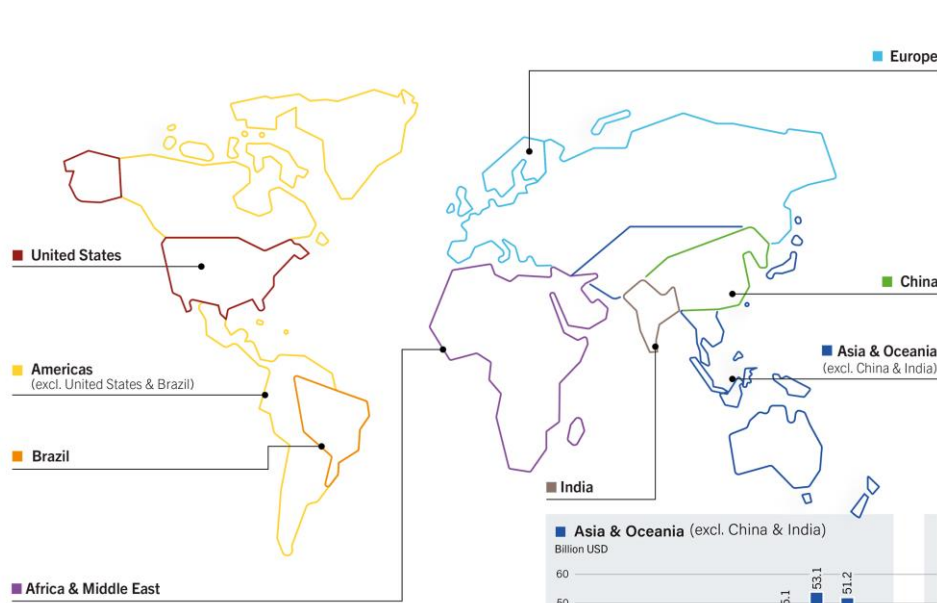 Europe
United States
China
Asia & Oceania
(excl. China & India)
Americas
(excl. United States & Brazil)
Brazil
India
Asia & Oceania (excl. China & India)
Billion USD
60
53.1
51.2
Africa & Middle East